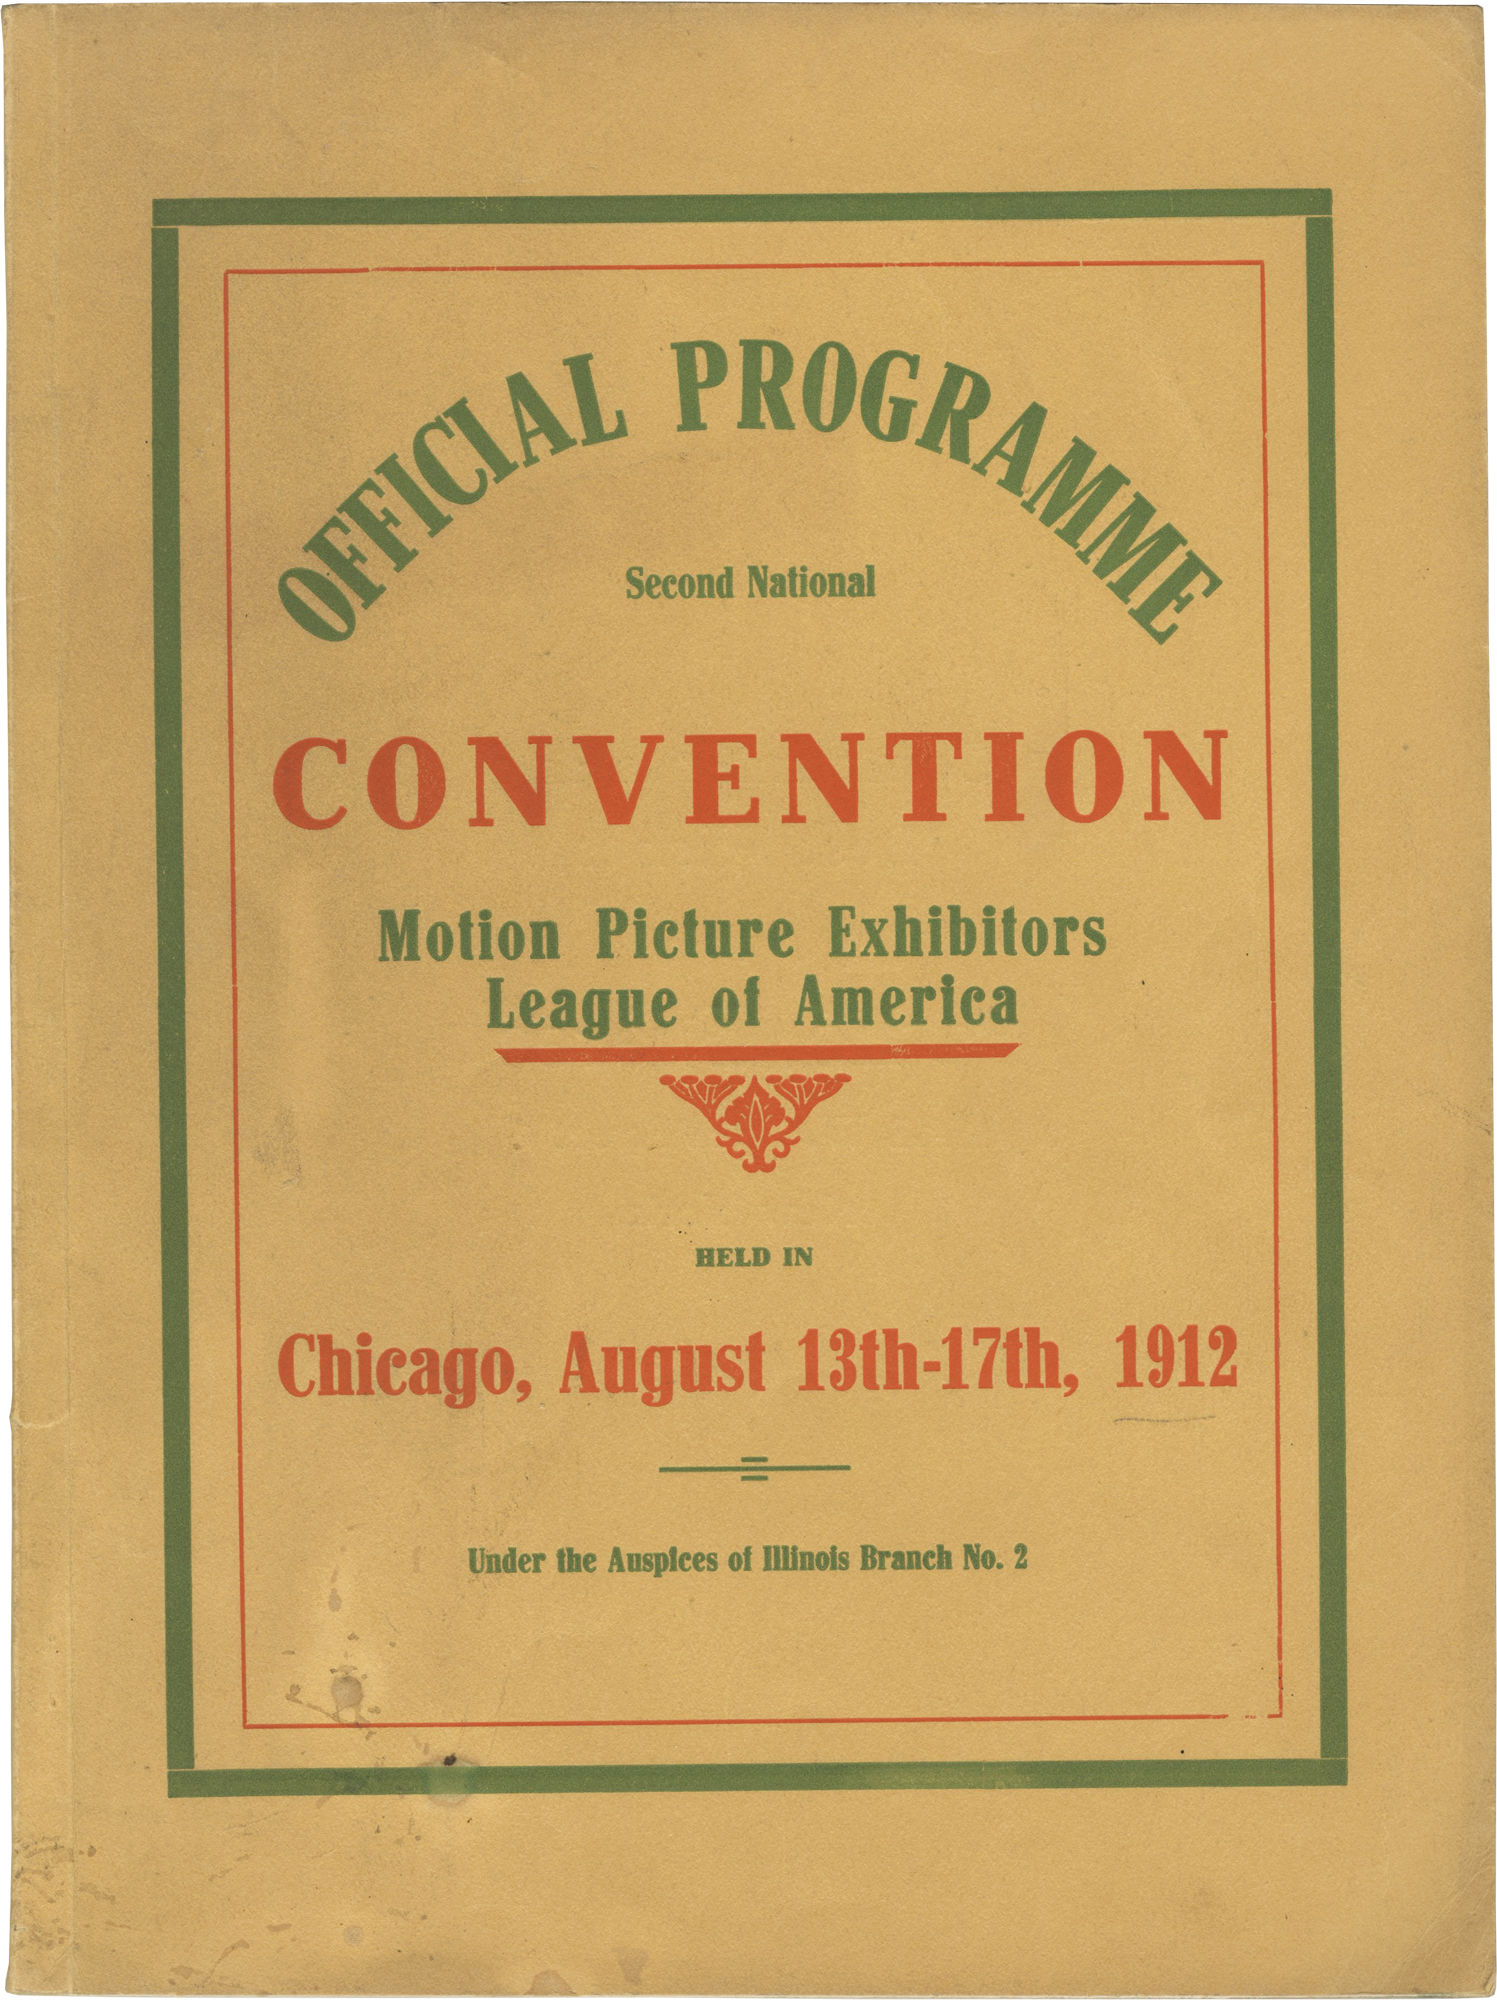 OFFICIAL PROGRAMME
Second National
CONVENTION
Motion Picture Exhibitors
League of America
HELD IN
Chicago, August 13th-17th, 1912
Under the Auspices of Illinois Branch No. 2